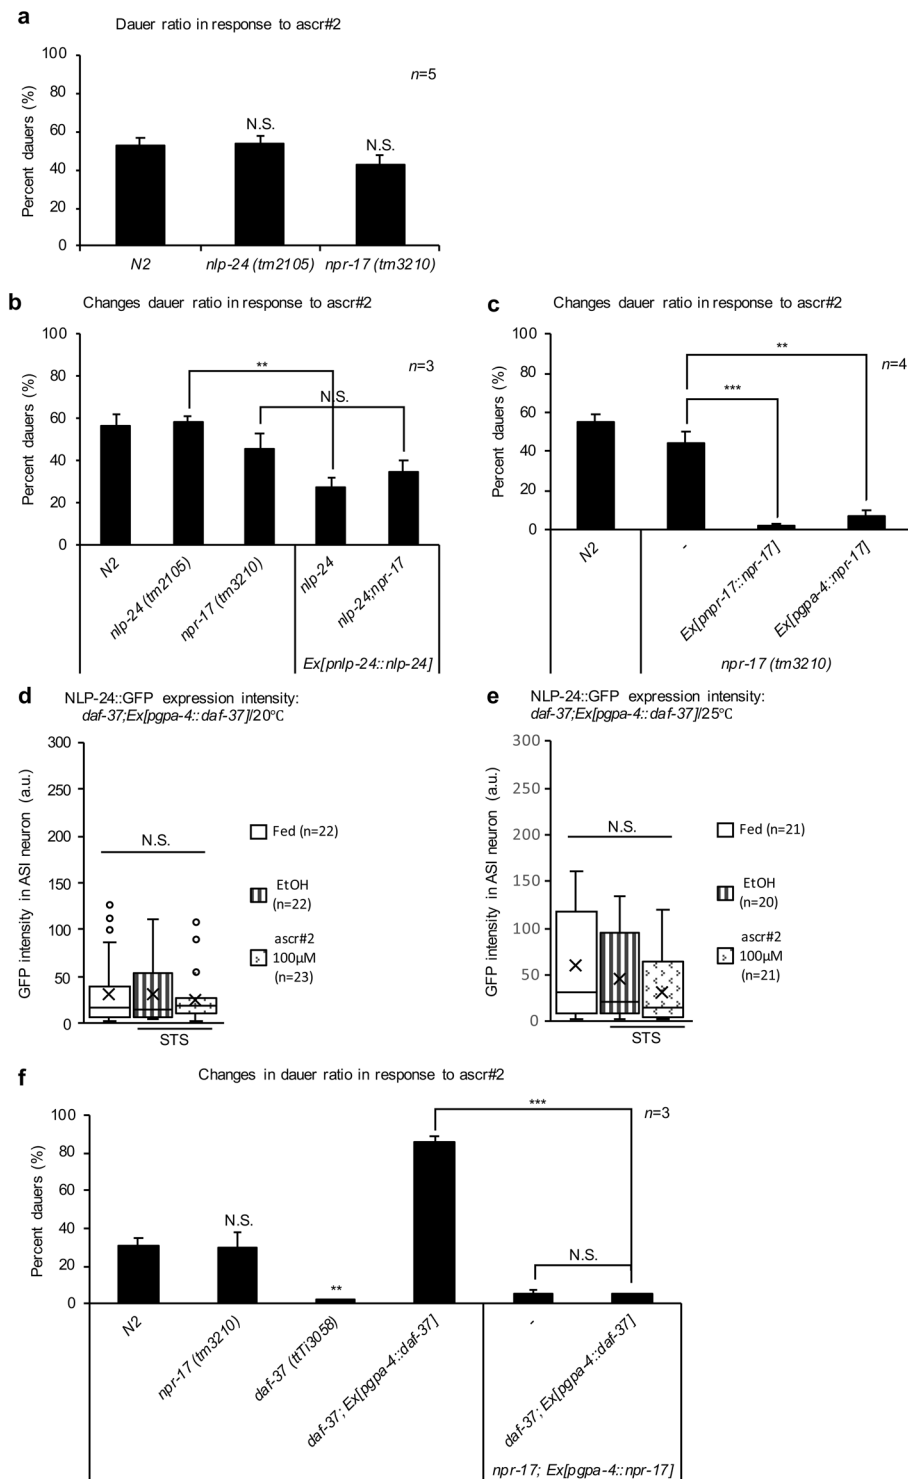 a
Dauer ratio in response to ascr#2
Percent dauers (%)
100
80
60
40
20
0
n=5
N.S.
N.S.
N2
nlp-24 (tm2105)
npr-17 (tm3210)
b
Changes dauer ratio in response to ascr#2
Percent dauers (%)
100
80
60
40
20
0
n=3
**
N.S.
N2
nlp-24 (tm2105)
npr-17 (tm3210)
nlp-24
nlp-24;npr-17
Ex[pnlp-24::nlp-24]
c
Changes dauer ratio in response to ascr#2
Percent dauers (%)
100
80
60
40
20
0
n=4
**
***
N2
-
Ex[pnpr-17::npr-17]
Ex[pgpa-4::npr-17]
npr-17 (tm3210)
d
NLP-24::GFP expression intensity:
daf-37;Ex[pgpa-4::daf-37]/20℃
GFP intensity in ASI neuron (a.u.)
300
250
200
150
100
50
0
N.S.
STS
Fed (n=22)
EtOH
(n=22)
ascr#2
100µM
(n=23)
e
NLP-24::GFP expression intensity:
daf-37;Ex[pgpa-4::daf-37]/25℃
GFP intensity in ASI neuron (a.u.)
300
250
200
150
100
50
0
N.S.
STS
Fed (n=21)
EtOH
(n=20)
ascr#2
100µM
(n=21)
f
Changes in dauer ratio in response to ascr#2
Percent dauers (%)
100
80
60
40
20
0
n=3
***
N.S.
**
N.S.
N2
npr-17 (tm3210)
daf-37 (ttTi3058)
daf-37; Ex[pgpa-4::daf-37]
-
daf-37; Ex[pgpa-4::daf-37]
npr-17; Ex[pgpa-4::npr-17]